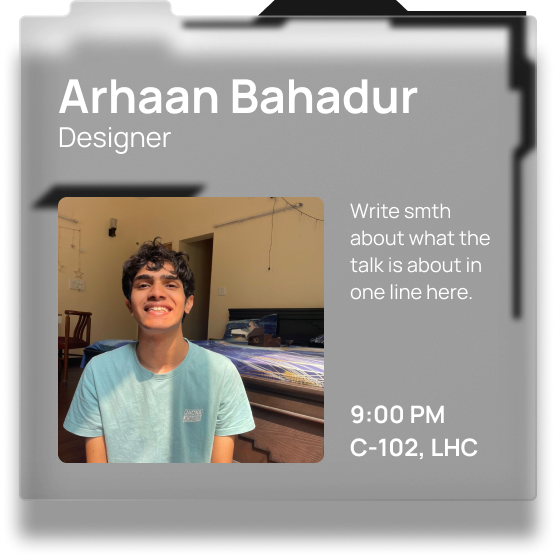 Arhaan Bahadur
Designer
Write smth
about what the
talk is about in
one line here.
9:00 PM
C-102, LHC